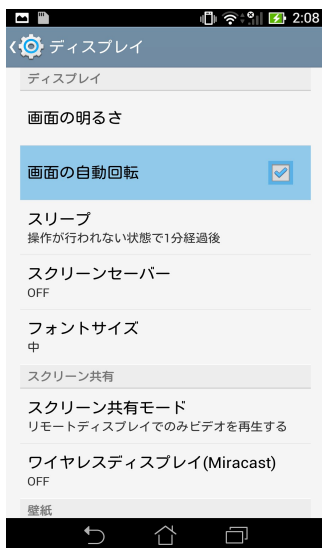 2:08
ディスプレイ
ディスプレイ
画面の明るさ
画面の自動回転
スリープ
操作が行われない状態で1分経過後
スクリーンセーバー
OFF
フォントサイズ
中
スクリーン共有
スクリーン共有モード
リモートディスプレイでのみビデオを再生する
ワイヤレスディスプレイ(Miracast)
OFF
壁紙